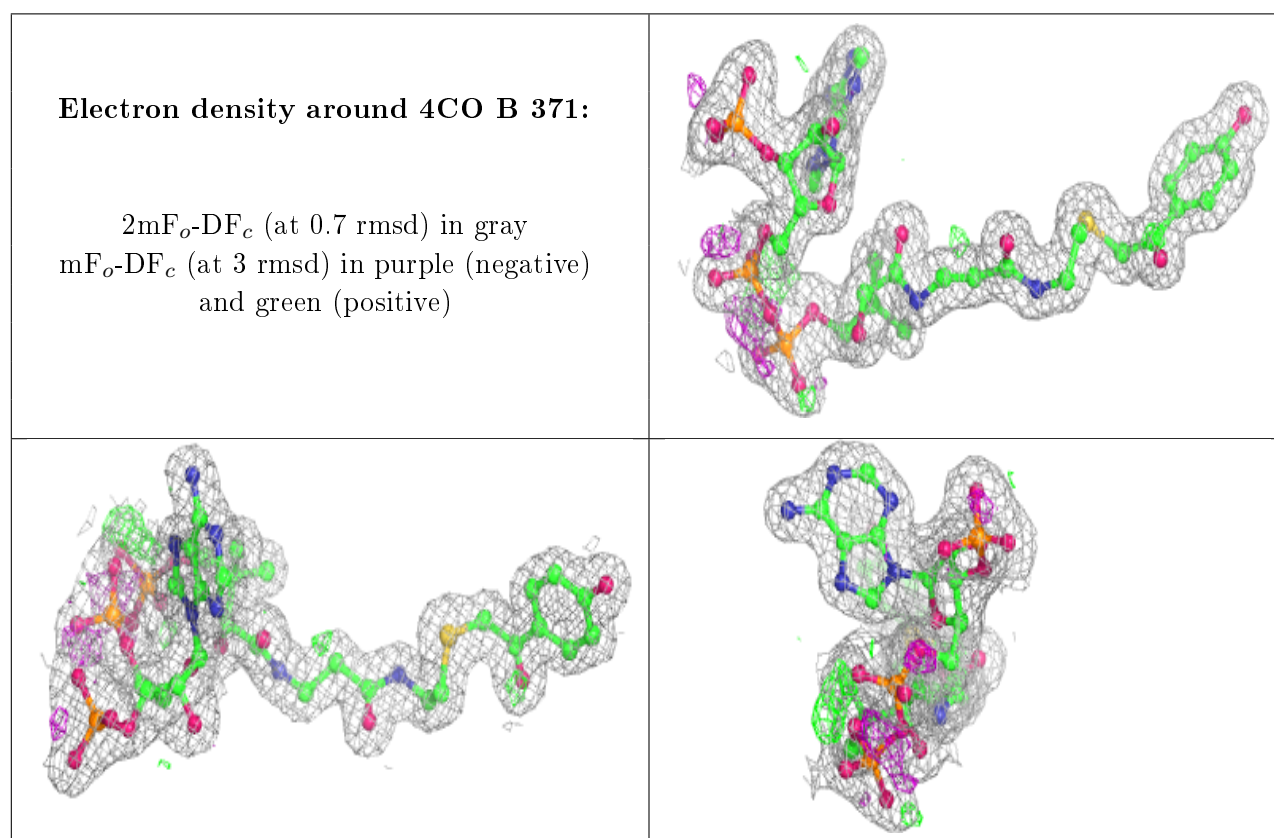 Electron density around 4CO B 371:
2mFo-DFc (at 0.7 rmsd) in gray
mFo-DFc (at 3 rmsd) in purple (negative)
and green (positive)